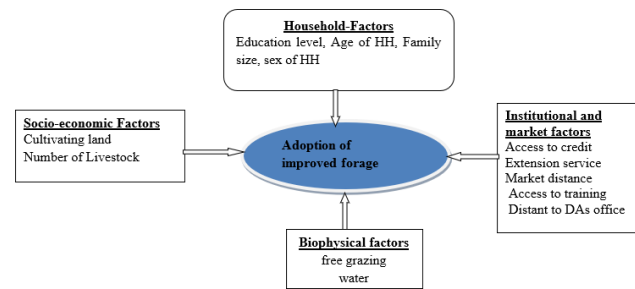 Household-Factors
Education level, Age of HH, Family
size, sex of HH
Socio-economic Factors
Cultivating land
Number of Livestock
Adoption of
improved forage
Institutional and
market factors
Access to credit
Extension service
Market distance
Access to training
Distant to DAs office
Biophysical factors
free grazing
water